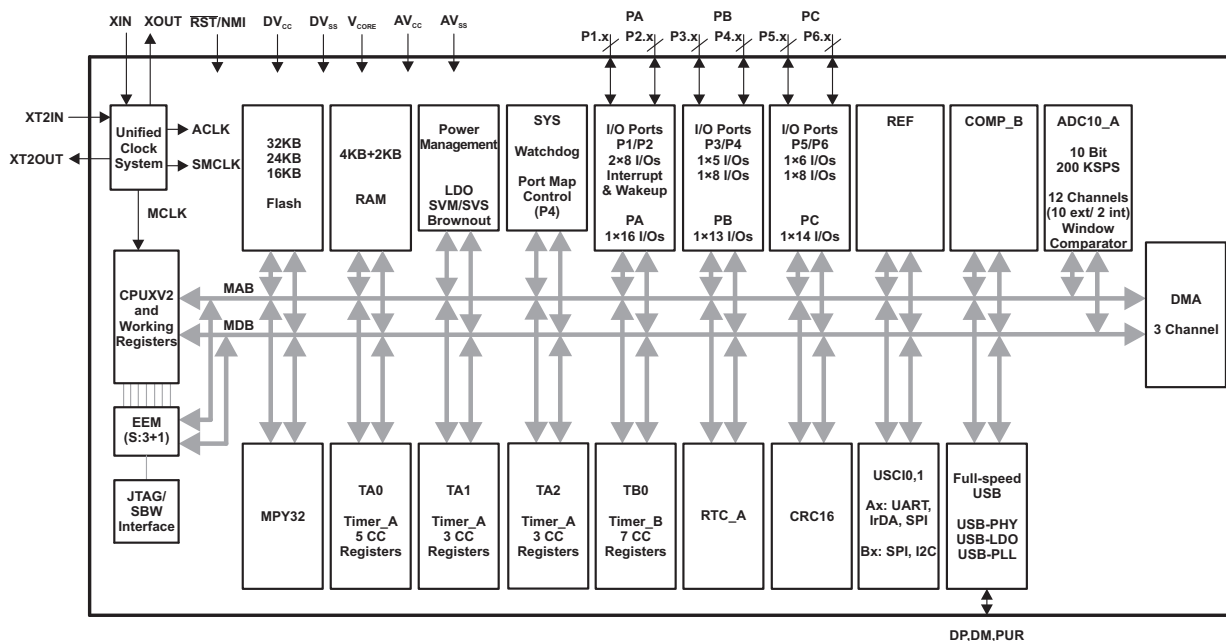 XIN XOUT RST/NMI DVCC DVSS VCORE AVCC AVSS
PA PB PC
P1.x P2.x P3.x P4.x P5.x P6.x
XT2IN
XT2OUT
Unified
Clock
System
ACLK
SMCLK
MCLK
32KB
24KB
16KB
Flash
4KB+2KB
RAM
Power
Management
LDO
SVM/SVS
Brownout
SYS
Watchdog
Port Map
Control
(P4)
I/O Ports
P1/P2
2×8 I/Os
Interrupt
& Wakeup
PA
1×16 I/Os
I/O Ports
P3/P4
1×5 I/Os
1×8 I/Os
PB
1×13 I/Os
I/O Ports
P5/P6
1×6 I/Os
1×8 I/Os
PC
1×14 I/Os
REF
COMP_B
ADC10_A
10 Bit
200 KSPS
12 Channels
(10 ext/ 2 int)
Window
Comparator
CPUXV2
and
Working
Registers
MAB
MDB
DMA
3 Channel
EEM
(S:3+1)
JTAG/
SBW
Interface
MPY32
TA0
Timer_A
5 CC
Registers
TA1
Timer_A
3 CC
Registers
TA2
Timer_A
3 CC
Registers
TB0
Timer_B
7 CC
Registers
RTC_A
CRC16
USCI0,1
Ax: UART,
IrDA, SPI
Bx: SPI, I2C
Full-speed
USB
USB-PHY
USB-LDO
USB-PLL
DP,DM,PUR